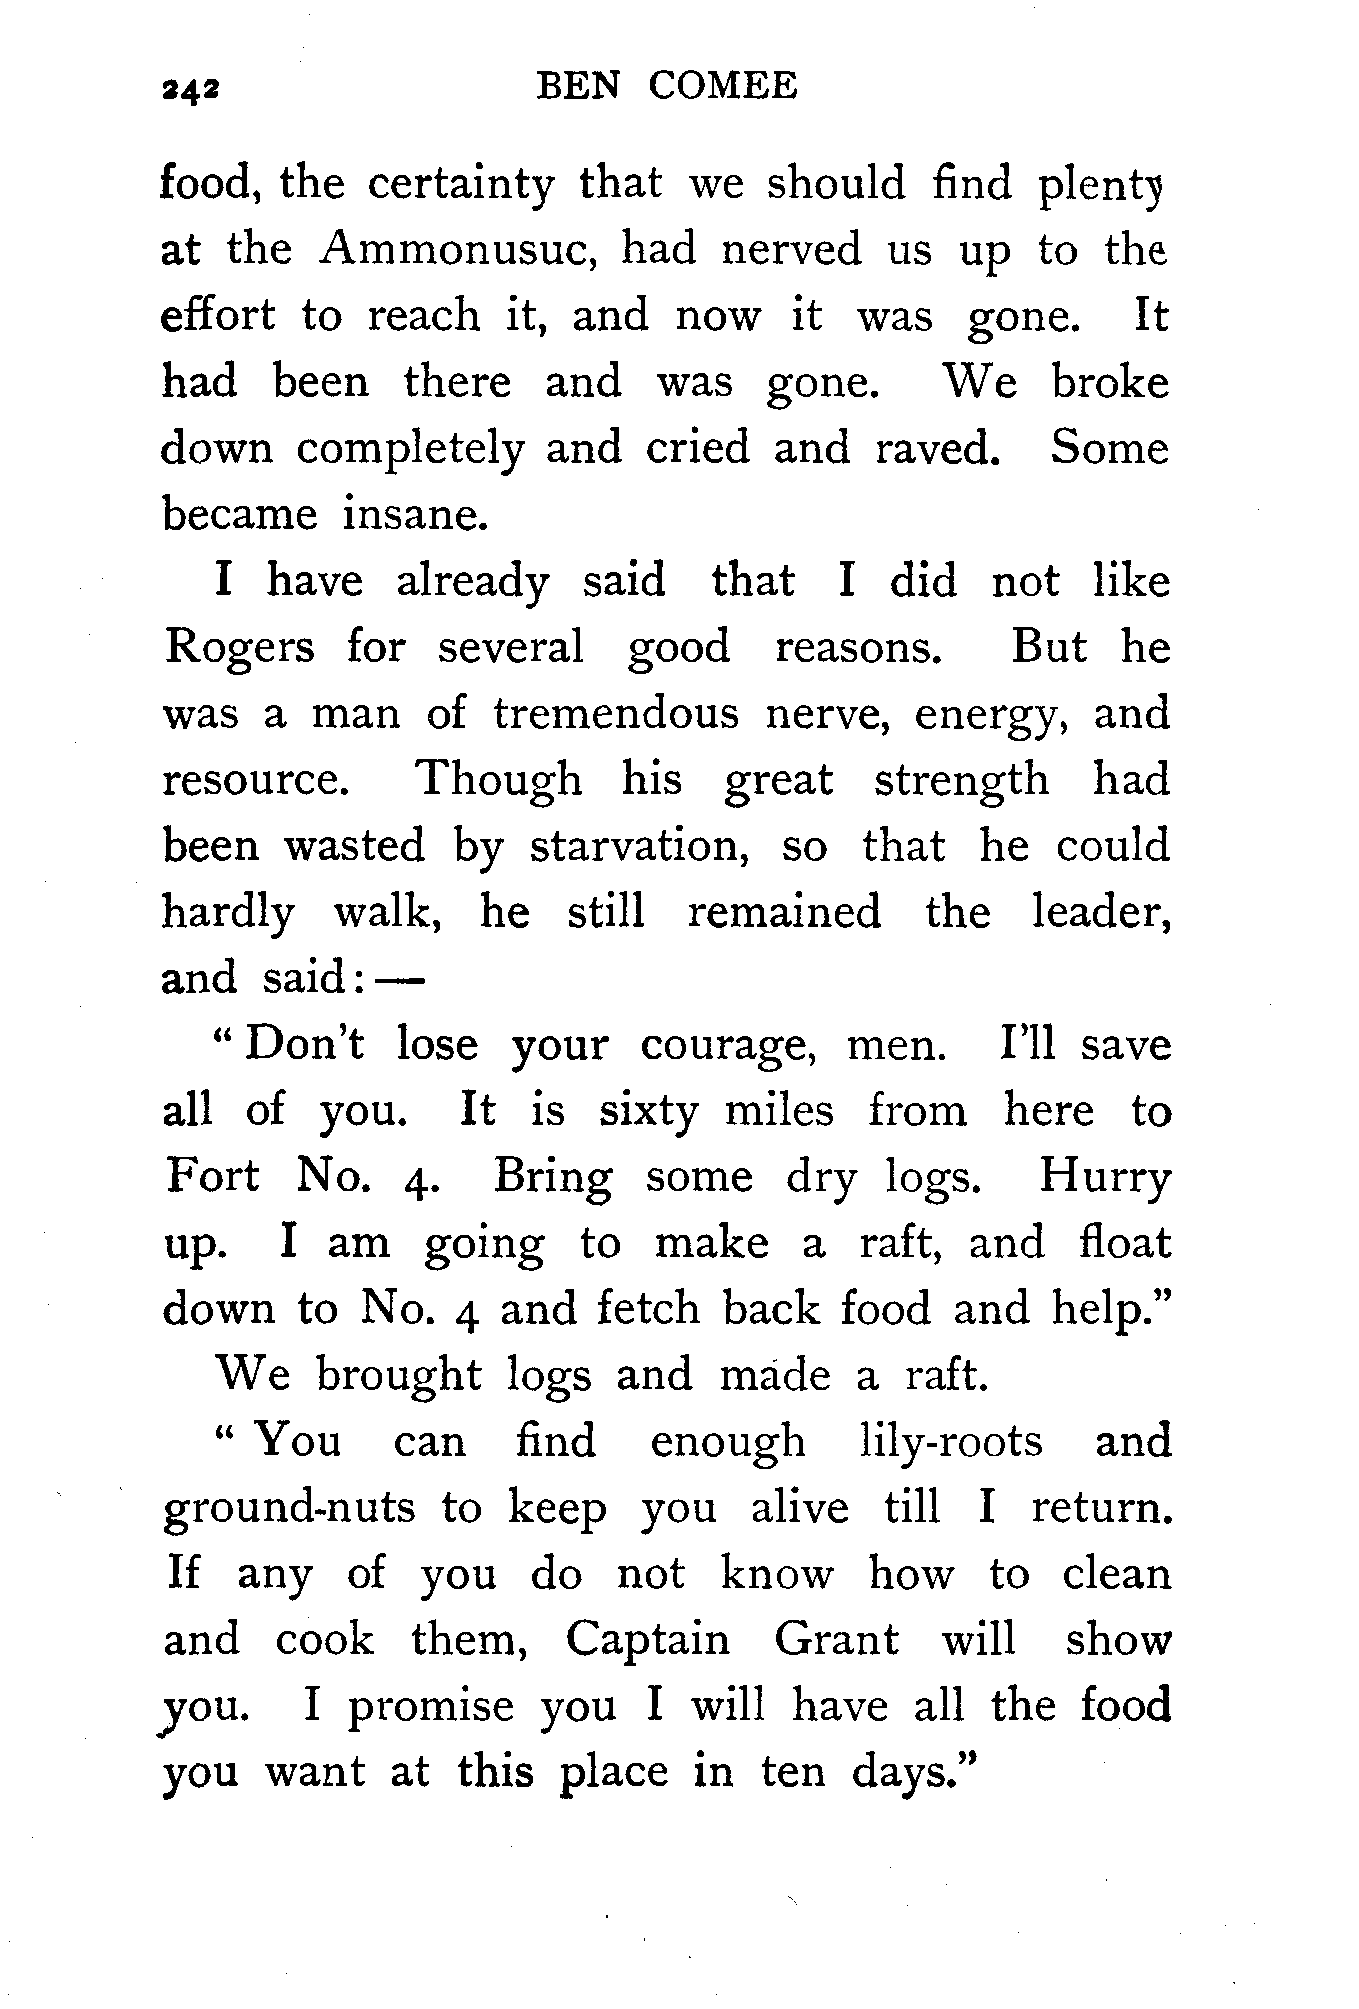 242 BEN COMEE
food, the certainty that we should find plenty
at the Ammonusuc, had nerved us up to the
effort to reach it, and now it was gone. It
had been there and was gone. We broke
down completely and cried and raved. Some
became insane.
I have already said that I did not like
Rogers for several good reasons. But he
was a man of tremendous nerve, energy, and
resource. Though his great strength had
been wasted by starvation, so that he could
hardly walk, he still remained the leader,
and said: —
“ Don't lose your courage, men. I'll save
all of you. It is sixty miles from here to
Fort No. 4. Bring some dry logs. Hurry
up. I am going to make a raft, and float
down to No. 4 and fetch back food and help.”
We brought logs and made a raft.
“ You can find enough lily-roots and
ground-nuts to keep you alive till I return.
If any of you do not know how to clean
and cook them, Captain Grant will show
you. I promise you I will have all the food
you want at this place in ten days.”